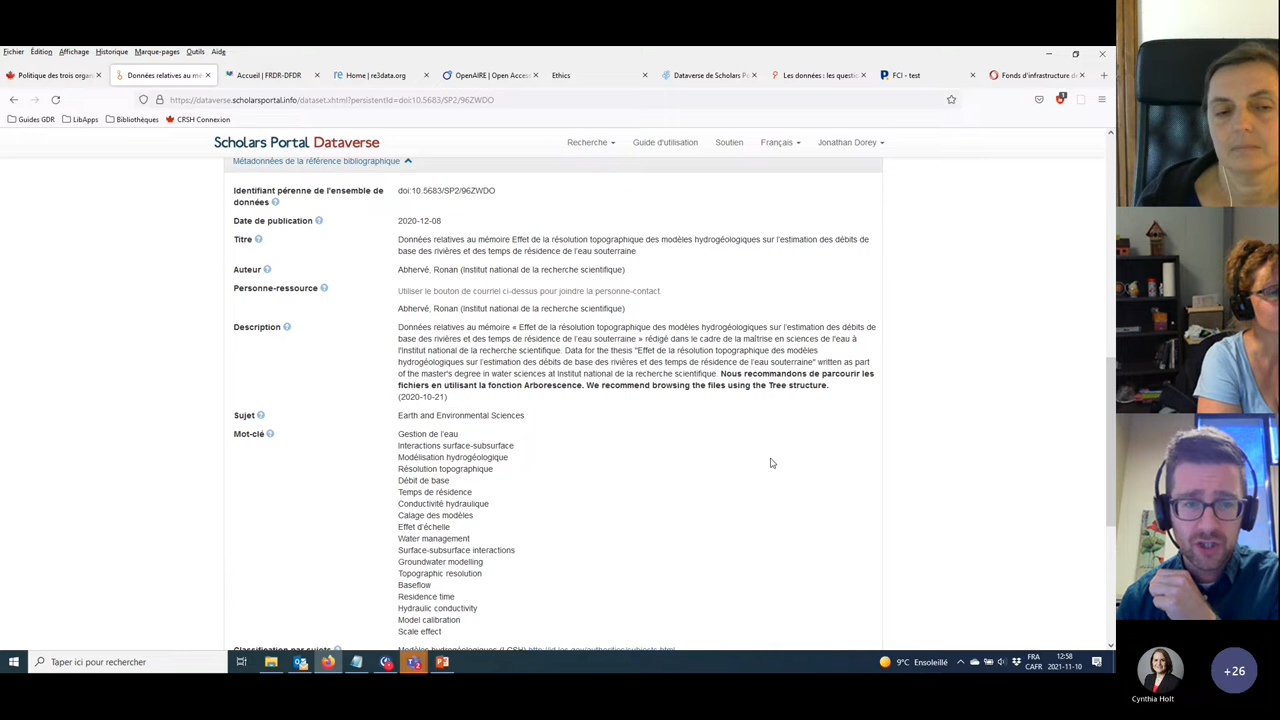 Fichier Édition Affichage Historique Marque-pages Outils Aide
Politique des trois organ
Données relatives au mé
Accueil | FRDR-DFDR
Home | re3data.org
OpenAIRE | Open Access
Ethics
Dataverse de Scholars Po
Les données : les questio
FCI - test
Fonds d'infrastructure de
https://dataverse.scholarsportal.info/dataset.xhtml?persistentId=doi:10.5683/SP2/96ZWDO
Guides GDR LibApps Bibliothèques CRSH Connexion
Scholars Portal Dataverse
Recherche Guide d'utilisation Soutien Français Jonathan Dorey
Métadonnées de la référence bibliographique
Identifiant pérenne de l'ensemble de
données
doi:10.5683/SP2/96ZWDO
Date de publication
2020-12-08
Titre
Données relatives au mémoire Effet de la résolution topographique des modèles hydrogéologiques sur l'estimation des débits de
base des rivières et des temps de résidence de l'eau souterraine
Auteur
Abhervé, Ronan (Institut national de la recherche scientifique)
Personne-ressource
Utiliser le bouton de courriel ci-dessus pour joindre la personne-contact.
Abhervé, Ronan (Institut national de la recherche scientifique)
Description
Données relatives au mémoire « Effet de la résolution topographique des modèles hydrogéologiques sur l'estimation des débits de
base des rivières et des temps de résidence de l'eau souterraine » rédigé dans le cadre de la maîtrise en sciences de l'eau à
l'Institut national de la recherche scientifique. Data for the thesis "Effet de la résolution topographique des modèles
hydrogéologiques sur l'estimation des débits de base des rivières et des temps de résidence de l'eau souterraine" written as part
of the master's degree in water sciences at Institut national de la recherche scientifique. Nous recommandons de parcourir les
fichiers en utilisant la fonction Arborescence. We recommend browsing the files using the Tree structure.
(2020-10-21)
Sujet
Earth and Environmental Sciences
Mot-clé
Gestion de l'eau
Interactions surface-subsurface
Modélisation hydrogéologique
Résolution topographique
Débit de base
Temps de résidence
Conductivité hydraulique
Calage des modèles
Effet d'échelle
Water management
Surface-subsurface interactions
Groundwater modelling
Topographic resolution
Baseflow
Residence time
Hydraulic conductivity
Model calibration
Scale effect
Classification par sujets
Modèles hydrogéologiques (LCSH) http://id.loc.gov/authorities/subjects.html
Taper ici pour rechercher
9°C Ensoleillé
FRA
CAFR
12:58
2021-11-10
Cynthia Holt
+26